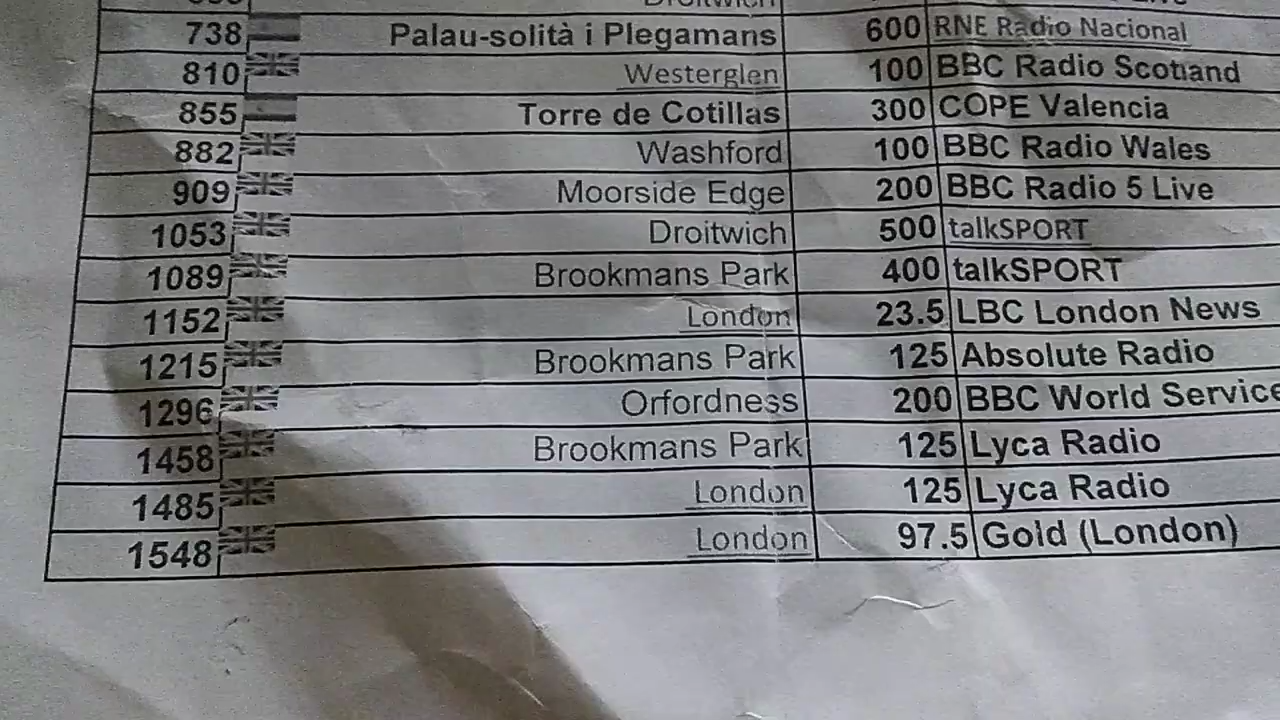 Droitwich
738 Palau-solità i Plegamans 600 RNE Radio Nacional
810 Westerglen 100 BBC Radio Scotland
855 Torre de Cotillas 300 COPE Valencia
882 Washford 100 BBC Radio Wales
909 Moorside Edge 200 BBC Radio 5 Live
1053 Droitwich 500 talkSPORT
1089 Brookmans Park 400 talkSPORT
1152 London 23.5 LBC London News
1215 Brookmans Park 125 Absolute Radio
1296 Orfordness 200 BBC World Service
1458 Brookmans Park 125 Lyca Radio
1485 London 125 Lyca Radio
1548 London 97.5 Gold (London)